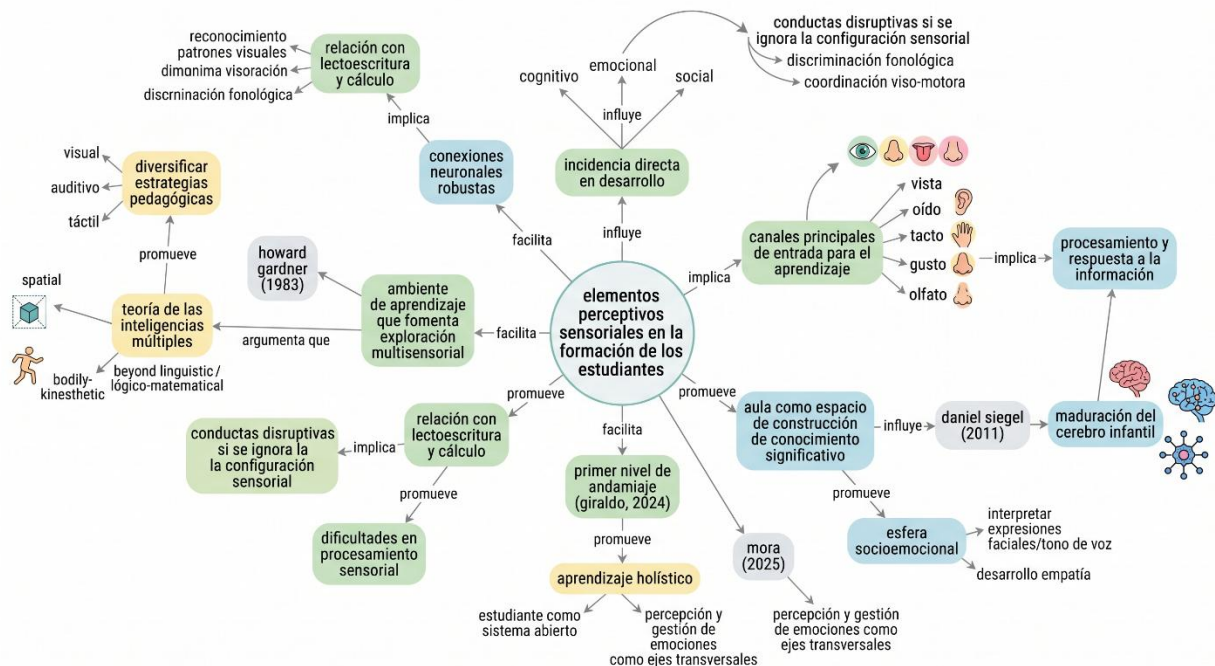 conductas disruptivas si se
ignora la configuración sensorial
discriminación fonológica
coordinación viso-motora
emocional
cognitivo
social
influye
incidencia directa
en desarrollo
influye
reconocimiento
patrones visuales
dimɑnima visoración
discrninación fonológica
relación con
lectoescritura
y cálculo
implica
conexiones
neuronales
robustas
facilita
visual
auditivo
táctil
diversificar
estrategias
pedagógicas
promueve
howard
gardner
(1983)
spatial
teoría de las
inteligencias
múltiples
bodily-
kinesthetic
beyond linguistic /
lógico-matematical
argumenta que
ambiente
de aprendizaje
que fomenta
exploración
multisensorial
facilita
elementos
perceptivos
sensoriales en la
formación de los
estudiantes
implica
canales principales
de entrada para el
aprendizaje
vista
oído
tacto
gusto
olfato
implica
procesamiento y
respuesta a la
información
promueve
aula como espacio
de construcción
de conocimiento
significativo
influye
daniel siegel
(2011)
maduración del
cerebro infantil
promueve
esfera
socioemocional
interpretar
expresiones
faciales/tono de voz
desarrollo empatía
promueve
relación con
lectoescritura
y cálculo
implica
conductas disruptivas
si se ignora la
la configuración
sensorial
promueve
dificultades en
procesamiento
sensorial
facilita
primer nivel de
andamiaje
(giraldo, 2024)
promueve
aprendizaje holístico
estudiante como
sistema abierto
percepción y
gestión de
emociones
como ejes transversales
mora
(2025)
percepción y gestión
de emociones como
ejes transversales